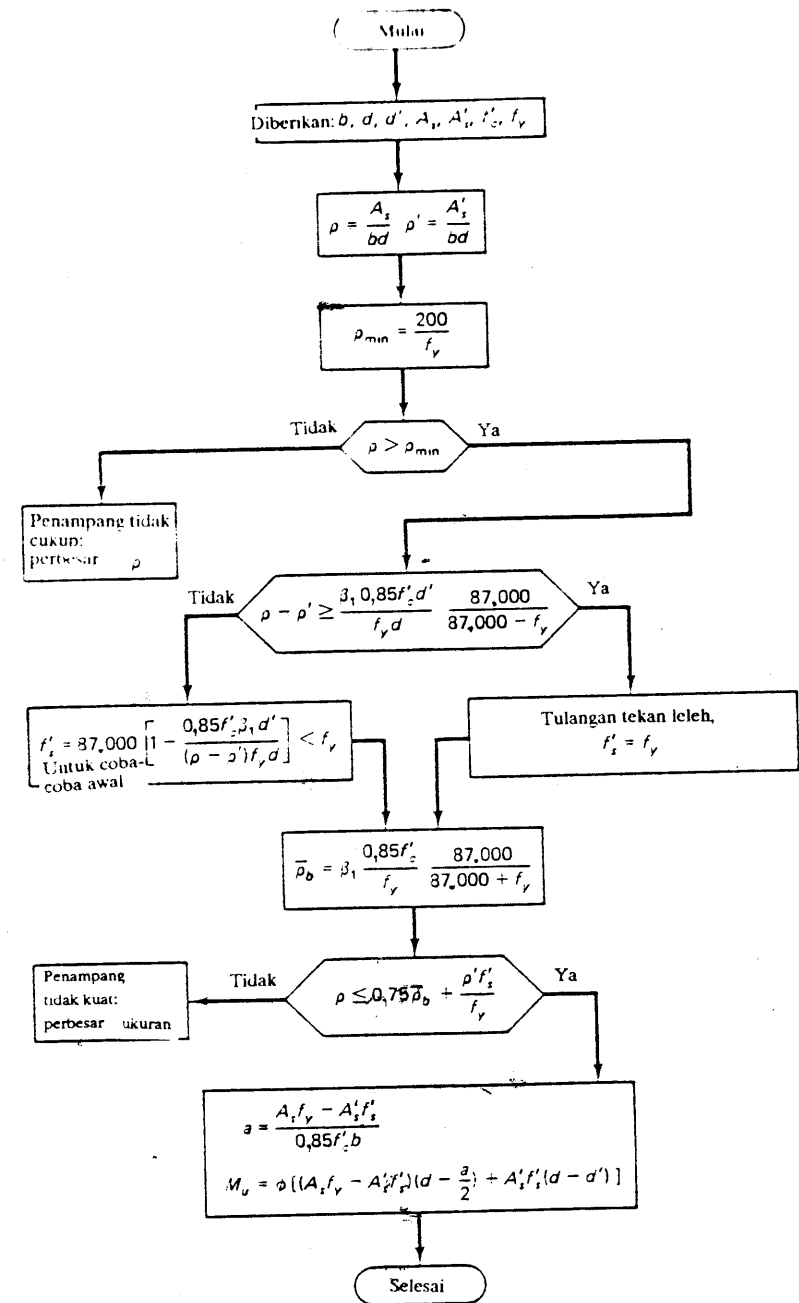 Mulai
Diberikan: b, d, d', A_s, A'_s, f'_c, f_y
ρ = A_s/bd ρ' = A'_s/bd
ρ_min = 200/f_y
Tidak
ρ > ρ_min
Ya
Penampang tidak
cukup:
perbesar ρ
Tidak
ρ − ρ' ≥ β₁ 0,85f'_c d'/f_y d 87.000/87.000 − f_y
Ya
f'_s = 87.000 [1 − 0,85f'_c β₁ d'/(ρ − ρ')f_y d] < f_y
Untuk coba-
coba awal
Tulangan tekan leleh,
f'_s = f_y
ρ̅_b = β₁ 0,85f'_c/f_y 87.000/87.000 + f_y
Penampang
tidak kuat:
perbesar ukuran
Tidak
ρ ≤ 0,75ρ̅_b + ρ'f'_s/f_y
Ya
a = A_s f_y − A'_s f'_s/0,85f'_c b
M_u = φ[(A_s f_y − A'_s f'_s)(d − a/2) + A'_s f'_s(d − d')]
Selesai